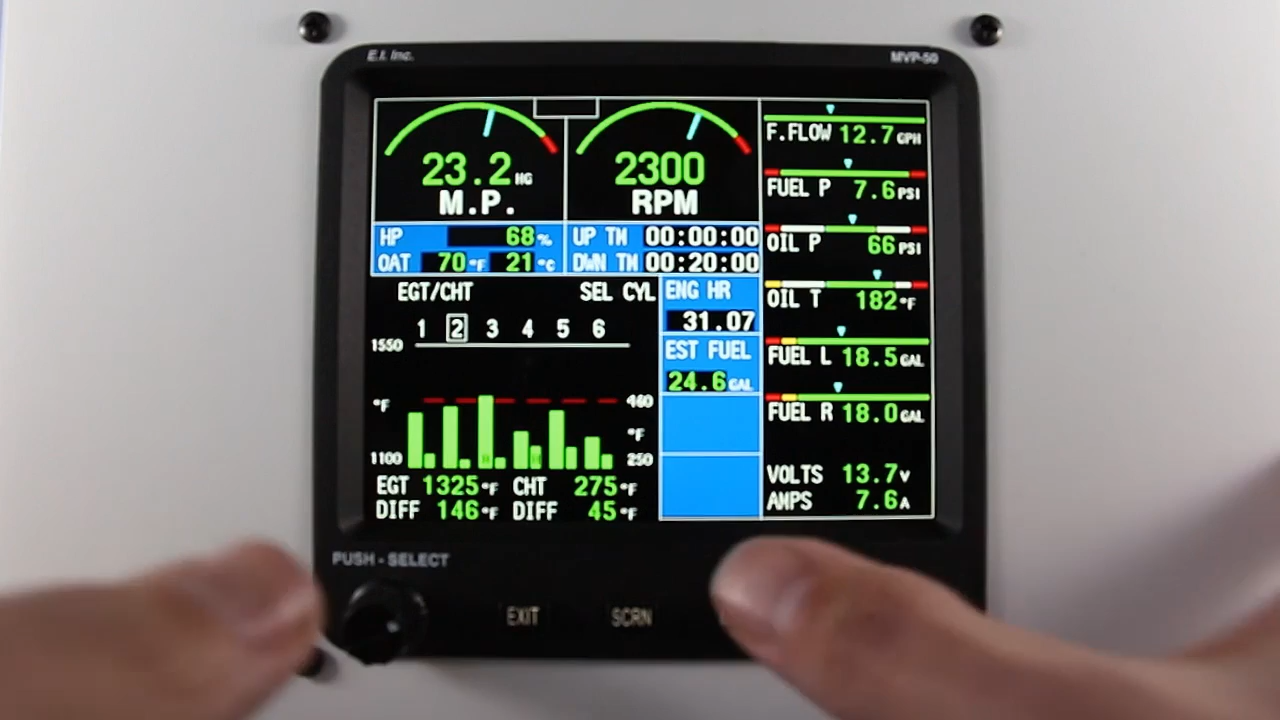 E.I. Inc.
MVP-50
23.2 HG
M.P.
2300
RPM
HP 68 %
OAT 70 °F 21 °C
UP TM 00:00:00
DWN TM 00:20:00
EGT/CHT SEL CYL
1 2 3 4 5 6
1550
°F
460
°F
1100
250
EGT 1325 °F CHT 275 °F
DIFF 146 °F DIFF 45 °F
ENG HR
31.07
EST FUEL
24.6 GAL
F.FLOW 12.7 GPH
FUEL P 7.6 PSI
OIL P 66 PSI
OIL T 182 °F
FUEL L 18.5 GAL
FUEL R 18.0 GAL
VOLTS 13.7 V
AMPS 7.6 A
PUSH - SELECT
EXIT
SCRN